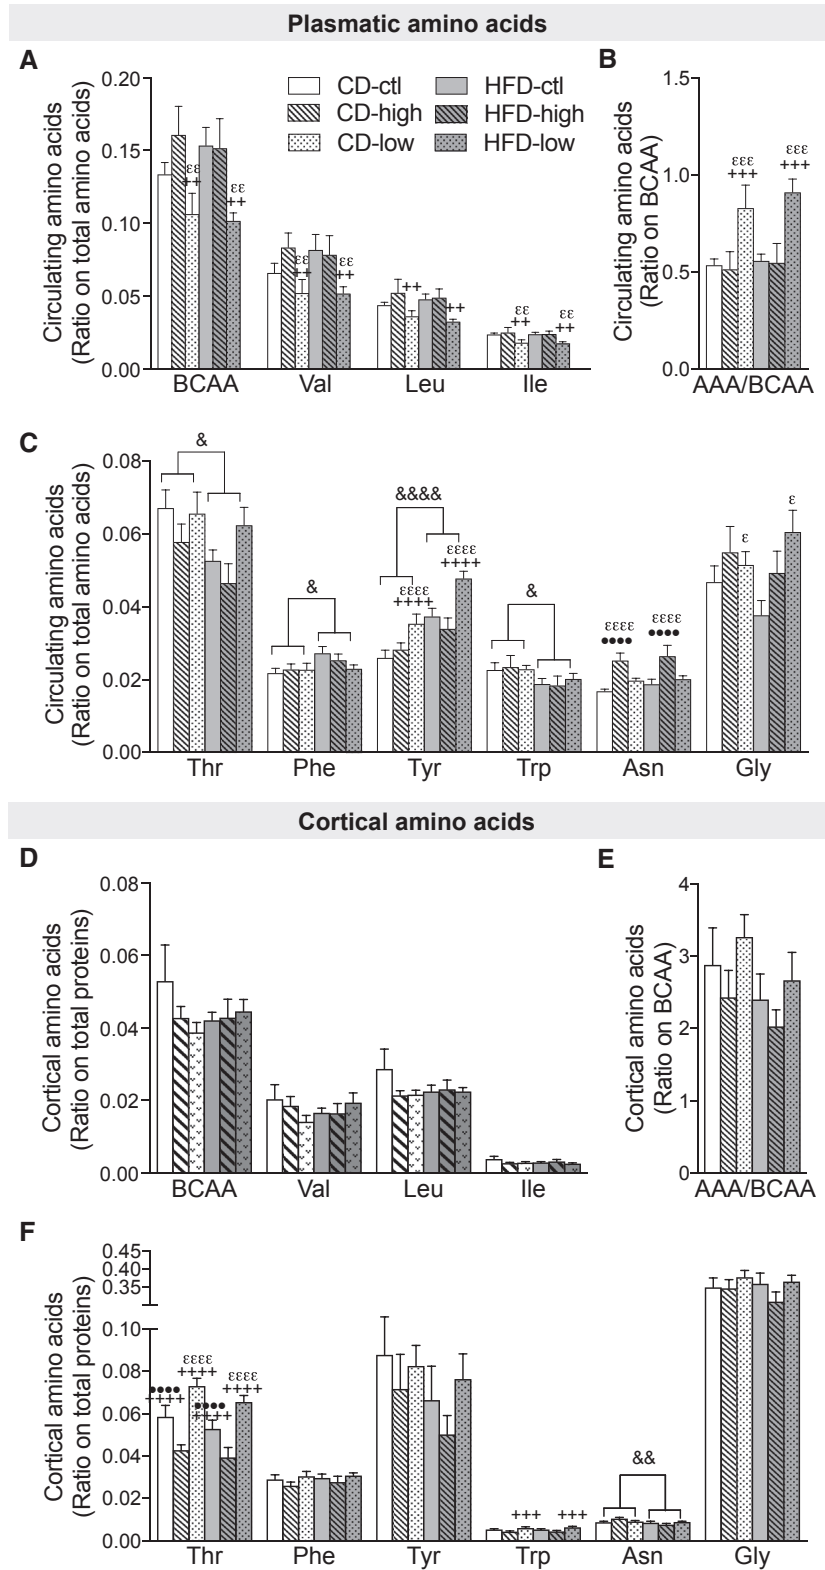 Plasmatic amino acids
A
B
Circulating amino acids
(Ratio on total amino acids)
0.20
0.15
0.10
0.05
0.00
CD-ctl HFD-ctl
CD-high HFD-high
CD-low HFD-low
εε
++
εε
++
εε
++
εε
++
++
++
εε
++
εε
++
BCAA Val Leu Ile
Circulating amino acids
(Ratio on BCAA)
1.5
1.0
0.5
0.0
εεε
+++
εεε
+++
AAA/BCAA
C
Circulating amino acids
(Ratio on total amino acids)
0.08
0.06
0.04
0.02
0.00
&
&
&&&&
εεεε
++++
εεεε
++++
&
εεεε
●●●●
εεεε
●●●●
ε
ε
Thr Phe Tyr Trp Asn Gly
Cortical amino acids
D
E
Cortical amino acids
(Ratio on total proteins)
0.08
0.06
0.04
0.02
0.00
BCAA Val Leu Ile
Cortical amino acids
(Ratio on BCAA)
4
3
2
1
0
AAA/BCAA
F
Cortical amino acids
(Ratio on total proteins)
0.45
0.40
0.35
0.10
0.08
0.06
0.04
0.02
0.00
●●●●
++++
εεεε
++++
●●●●
++++
εεεε
++++
+++
+++
&&
Thr Phe Tyr Trp Asn Gly